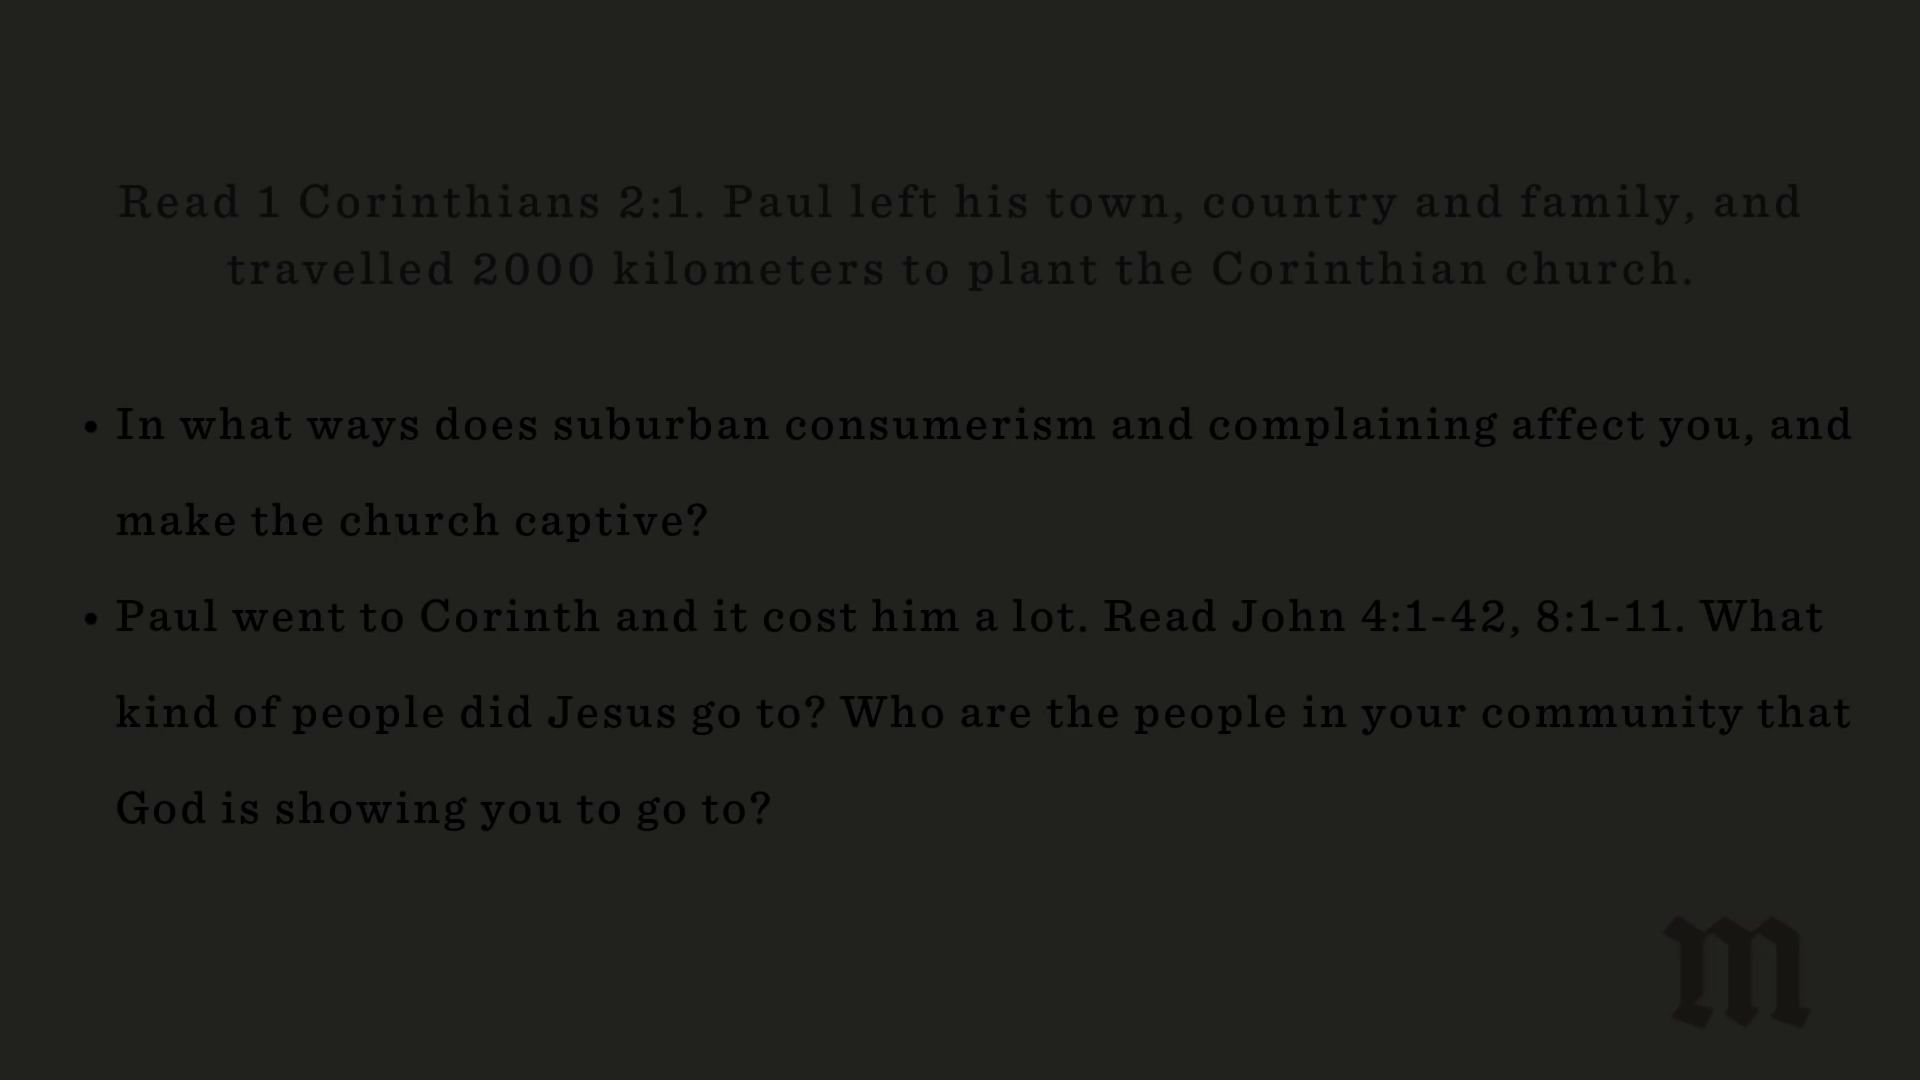 Read 1 Corinthians 2:1. Paul left his town, country and family, and
travelled 2000 kilometers to plant the Corinthian church.
• In what ways does suburban consumerism and complaining affect you, and
make the church captive?
• Paul went to Corinth and it cost him a lot. Read John 4:1-42, 8:1-11. What
kind of people did Jesus go to? Who are the people in your community that
God is showing you to go to?
m